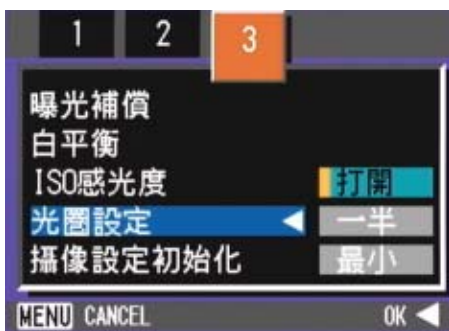 1 2 3
曝光補償
白平衡
ISO感光度 打開
光圈設定 ◀ 一半
攝像設定初始化 最小
MENU CANCEL OK ◀